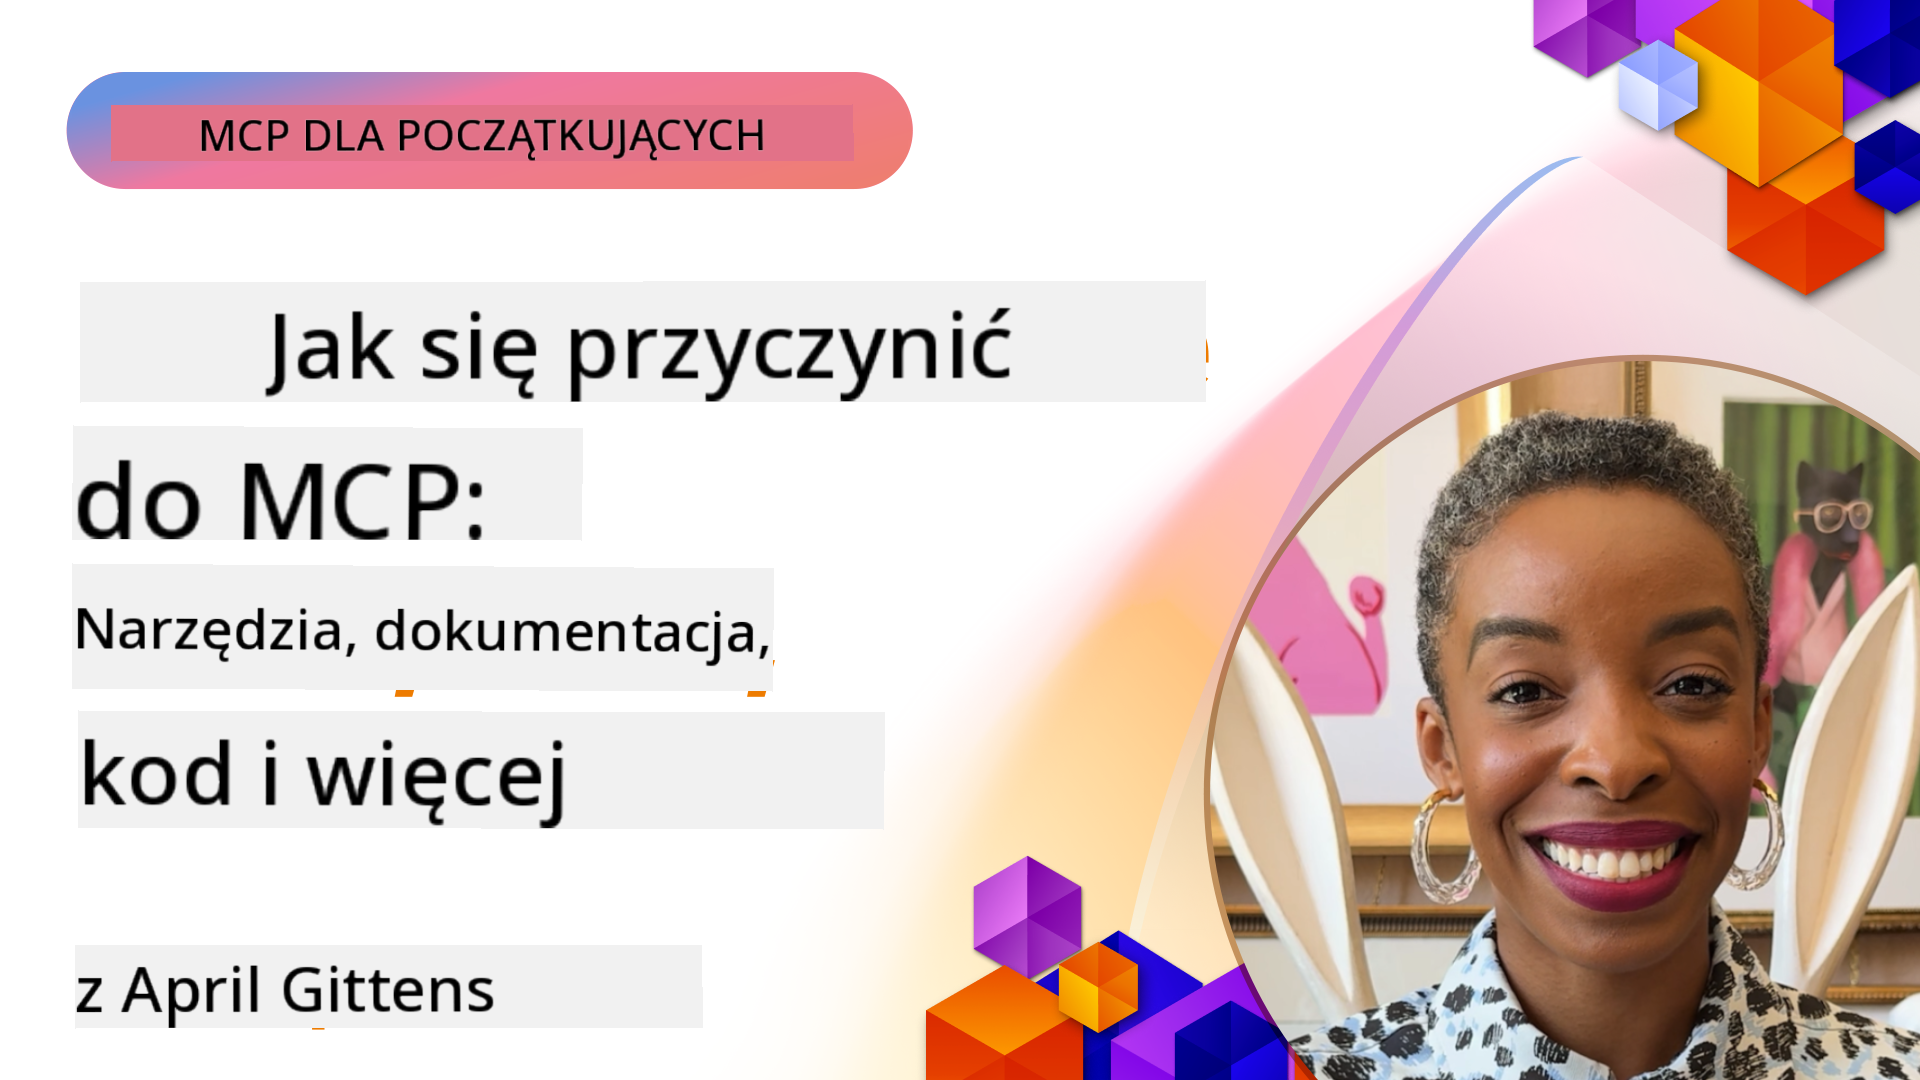 MCP DLA POCZĄTKUJĄCYCH
Jak się przyczynić
do MCP:
Narzędzia, dokumentacja,
kod i więcej
z April Gittens